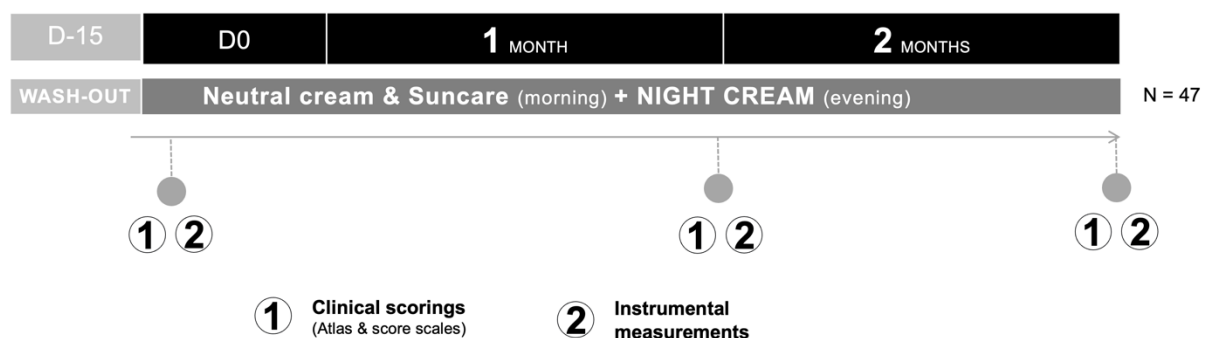 D-15 D0 1 MONTH 2 MONTHS
WASH-OUT Neutral cream & Suncare (morning) + NIGHT CREAM (evening) N = 47
1 2 1 2 1 2
1 Clinical scorings 2 Instrumental
(Atlas & score scales) measurements